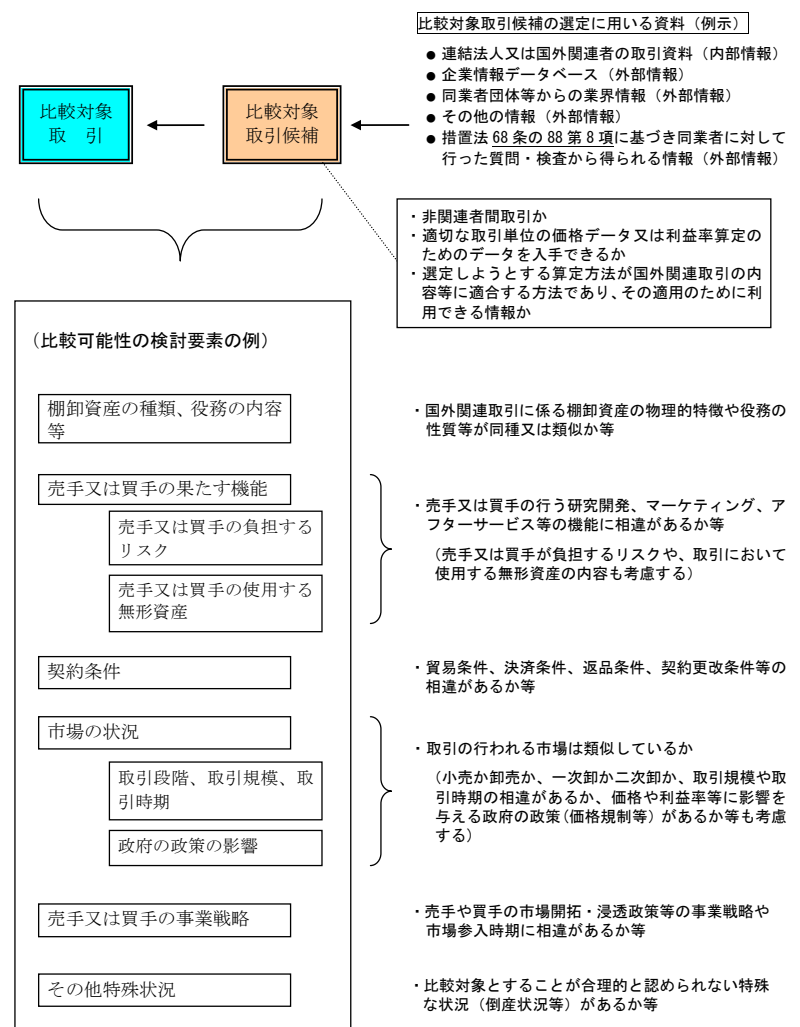 比較対象取引候補の選定に用いる資料（例示）
● 連結法人又は国外関連者の取引資料（内部情報）
● 企業情報データベース（外部情報）
● 同業者団体等からの業界情報（外部情報）
● その他の情報（外部情報）
● 措置法 68 条の 88 第 8 項に基づき同業者に対して
行った質問・検査から得られる情報（外部情報）
比較対象
取　引
比較対象
取引候補
・非関連者間取引か
・適切な取引単位の価格データ又は利益率算定の
ためのデータを入手できるか
・選定しようとする算定方法が国外関連取引の内
容等に適合する方法であり、その適用のために利
用できる情報か
（比較可能性の検討要素の例）
棚卸資産の種類、役務の内容
等
・国外関連取引に係る棚卸資産の物理的特徴や役務の
性質等が同種又は類似か等
売手又は買手の果たす機能
売手又は買手の負担する
リスク
売手又は買手の使用する
無形資産
・売手又は買手の行う研究開発、マーケティング、ア
フターサービス等の機能に相違があるか等
（売手又は買手が負担するリスクや、取引において
使用する無形資産の内容も考慮する）
契約条件
・貿易条件、決済条件、返品条件、契約更改条件等の
相違があるか等
市場の状況
取引段階、取引規模、取
引時期
政府の政策の影響
・取引の行われる市場は類似しているか
（小売か卸売か、一次卸か二次卸か、取引規模や取
引時期の相違があるか、価格や利益率等に影響を
与える政府の政策（価格規制等）があるか等も考慮
する）
売手又は買手の事業戦略
・売手や買手の市場開拓・浸透政策等の事業戦略や
市場参入時期に相違があるか等
その他特殊状況
・比較対象とすることが合理的と認められない特殊
な状況（倒産状況等）があるか等